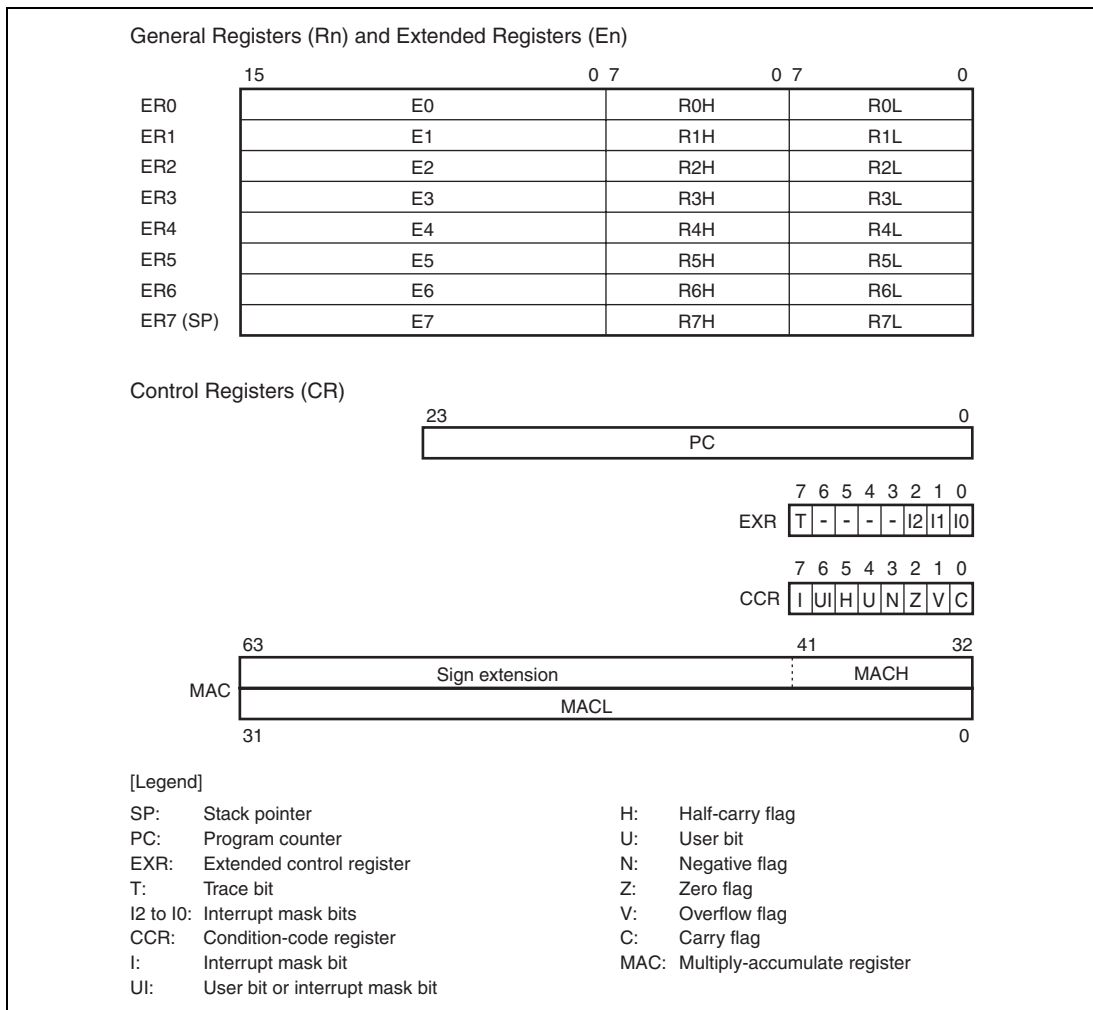 General Registers (Rn) and Extended Registers (En)
15 0 7 0 7 0
ER0 E0 R0H R0L
ER1 E1 R1H R1L
ER2 E2 R2H R2L
ER3 E3 R3H R3L
ER4 E4 R4H R4L
ER5 E5 R5H R5L
ER6 E6 R6H R6L
ER7 (SP) E7 R7H R7L
Control Registers (CR)
23 0
PC
7 6 5 4 3 2 1 0
EXR T - - - - I2 I1 I0
7 6 5 4 3 2 1 0
CCR I UI H U N Z V C
63 41 32
MAC Sign extension MACH
MACL
31 0
[Legend]
SP: Stack pointer
PC: Program counter
EXR: Extended control register
T: Trace bit
I2 to I0: Interrupt mask bits
CCR: Condition-code register
I: Interrupt mask bit
UI: User bit or interrupt mask bit
H: Half-carry flag
U: User bit
N: Negative flag
Z: Zero flag
V: Overflow flag
C: Carry flag
MAC: Multiply-accumulate register